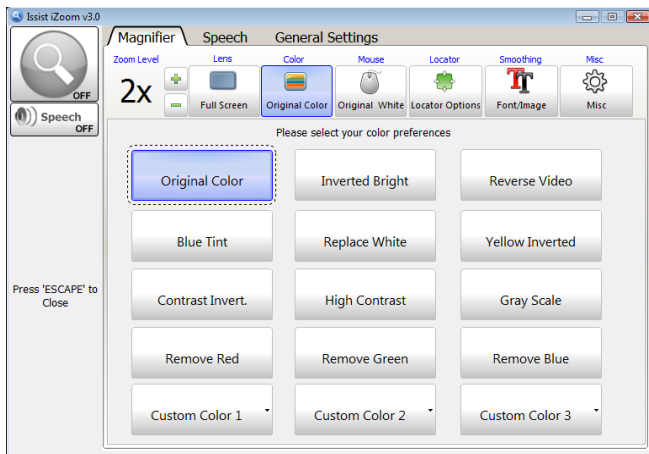 Issist iZoom v3.0
Magnifier Speech General Settings
Zoom Level Lens Color Mouse Locator Smoothing Misc
OFF
2x
Full Screen Original Color Original White Locator Options Font/Image Misc
Speech
OFF
Please select your color preferences
Original Color Inverted Bright Reverse Video
Blue Tint Replace White Yellow Inverted
Press 'ESCAPE' to
Close
Contrast Invert. High Contrast Gray Scale
Remove Red Remove Green Remove Blue
Custom Color 1 Custom Color 2 Custom Color 3